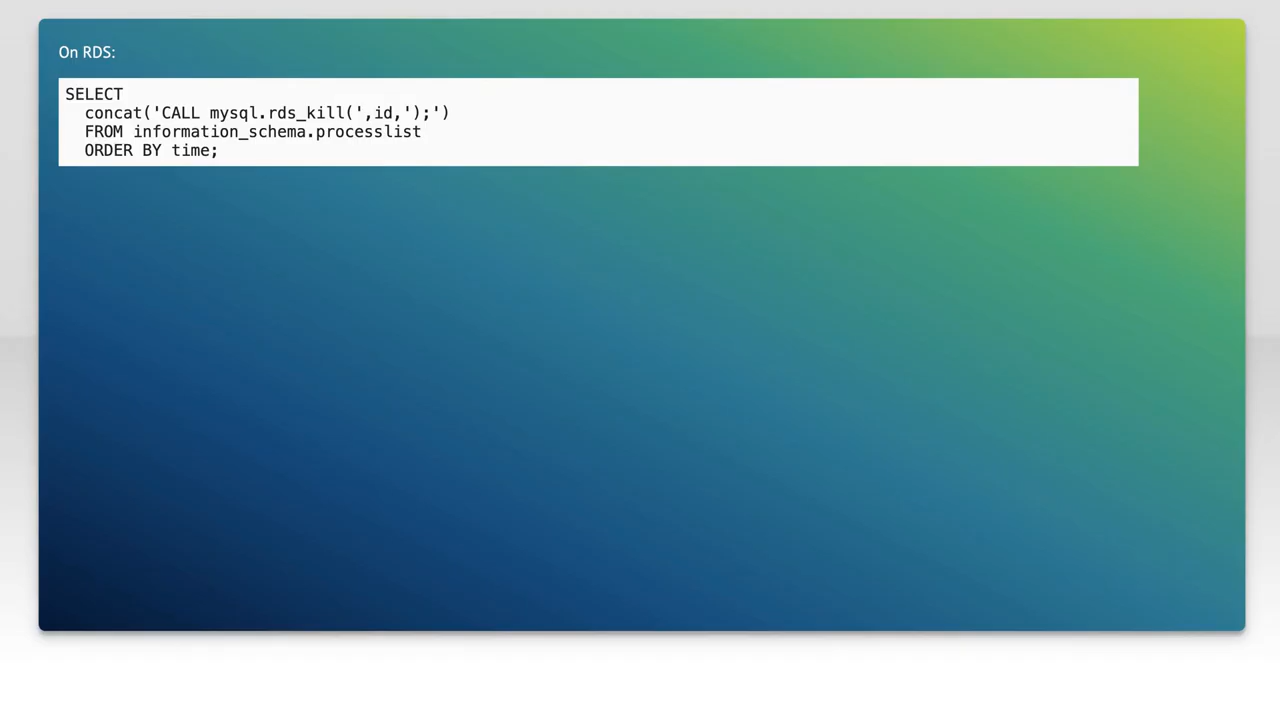 On RDS:
SELECT
  concat('CALL mysql.rds_kill(',id,');')
  FROM information_schema.processlist
  ORDER BY time;